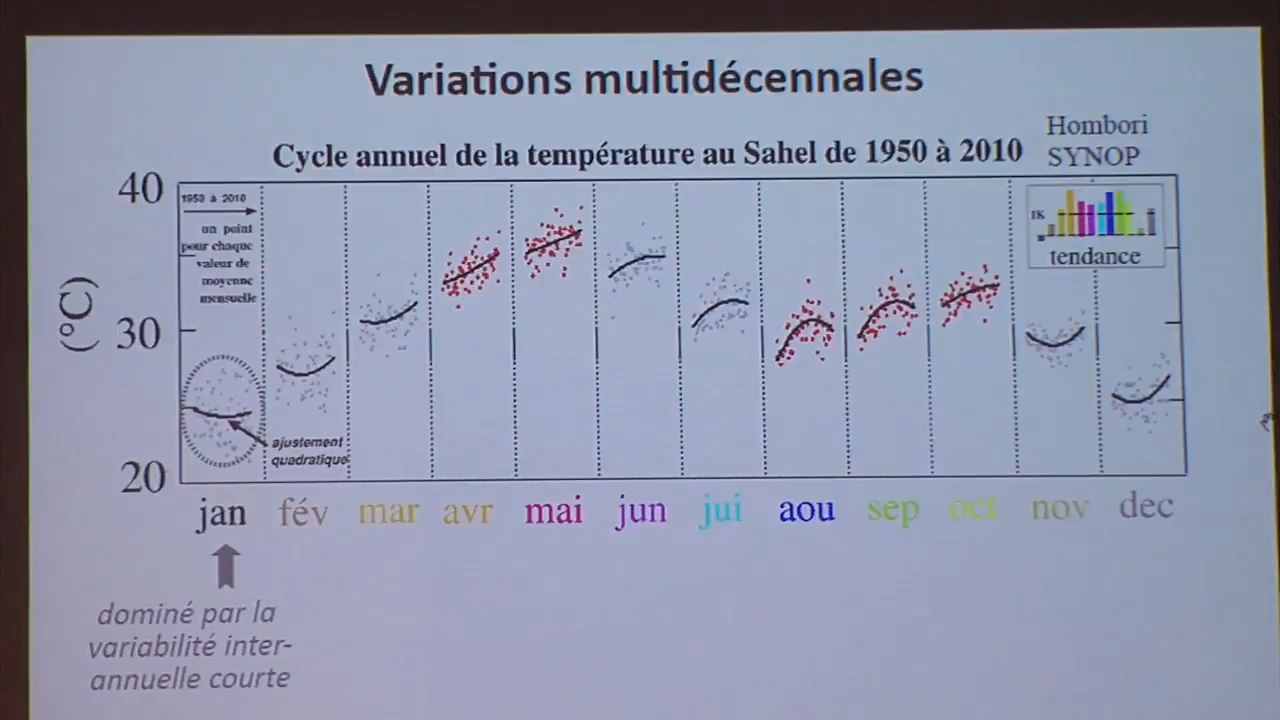 Variations multidécennales
Hombori
SYNOP
Cycle annuel de la température au Sahel de 1950 à 2010
40
30
20
(°C)
1950 à 2010
un point
pour chaque
valeur de
moyenne
mensuelle
1K
tendance
ajustement
quadratique
jan fév mar avr mai jun jui aou sep oct nov dec
dominé par la
variabilité inter-
annuelle courte